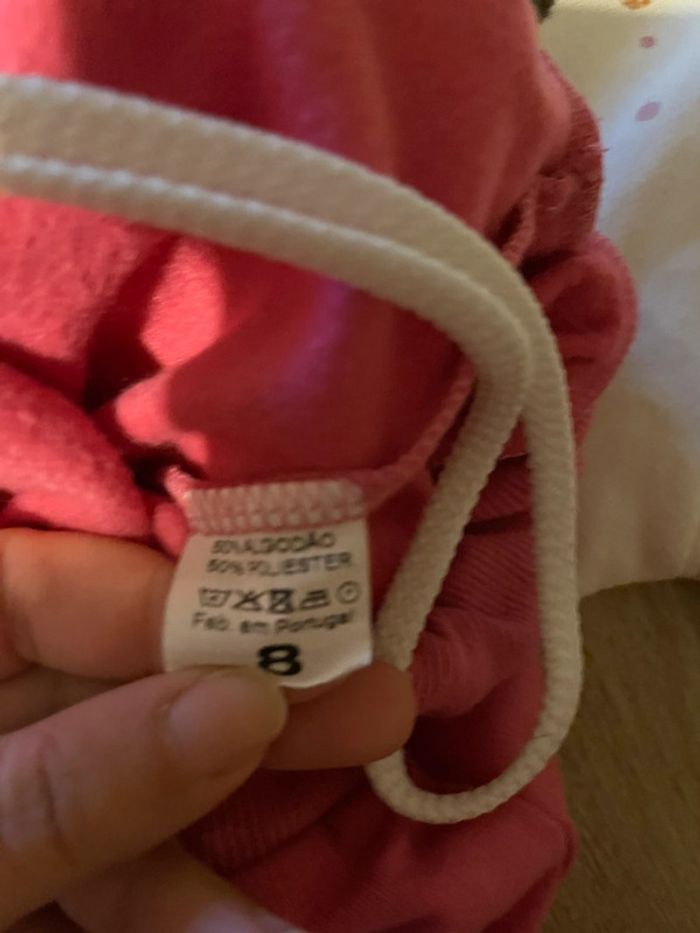 50%ALGODÃO
50% POLIESTER
Fab. em Portugal
8